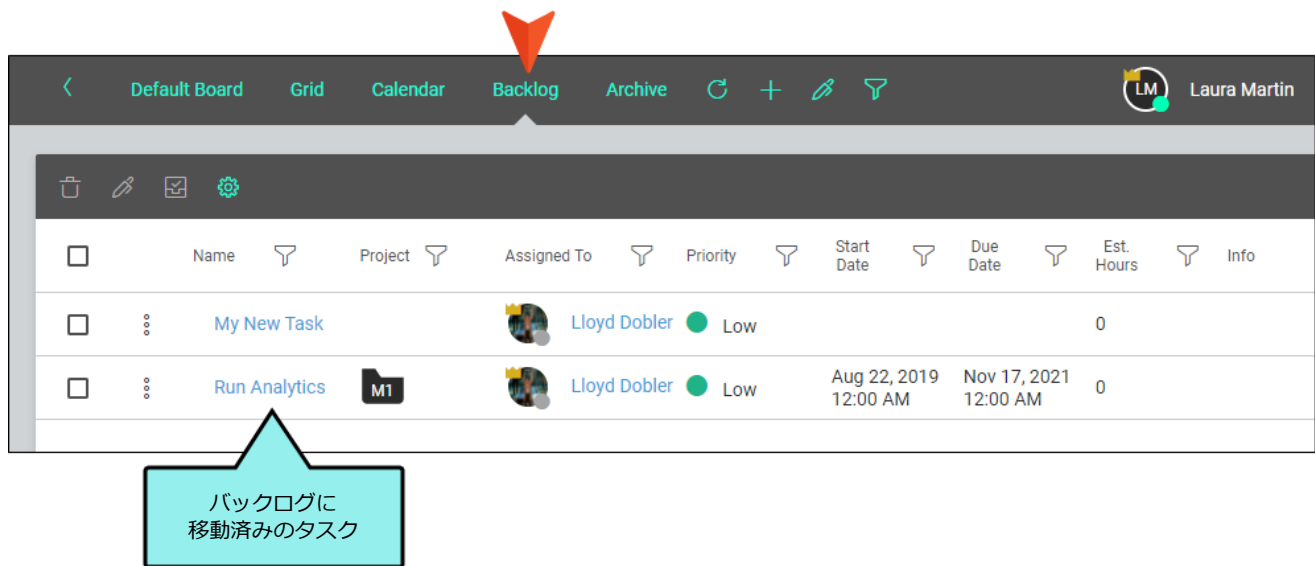 Default Board Grid Calendar Backlog Archive LM Laura Martin
Name Project Assigned To Priority Start Date Due Date Est. Hours Info
My New Task Lloyd Dobler Low 0
Run Analytics M1 Lloyd Dobler Low Aug 22, 2019 12:00 AM Nov 17, 2021 12:00 AM 0
バックログに
移動済みのタスク